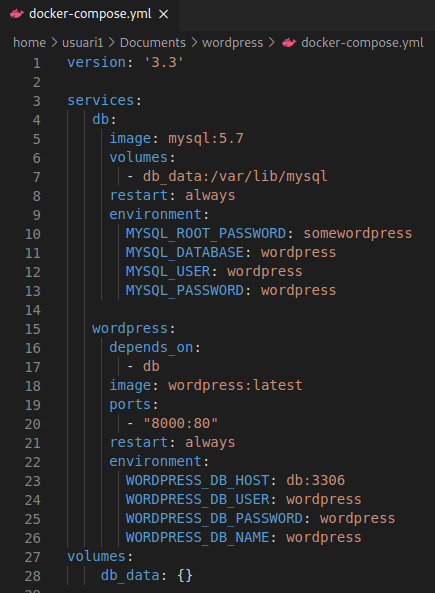 docker-compose.yml ×
home > usuari1 > Documents > wordpress > docker-compose.yml
1 version: '3.3'
2
3 services:
4    db:
5      image: mysql:5.7
6      volumes:
7        - db_data:/var/lib/mysql
8      restart: always
9      environment:
10        MYSQL_ROOT_PASSWORD: somewordpress
11        MYSQL_DATABASE: wordpress
12        MYSQL_USER: wordpress
13        MYSQL_PASSWORD: wordpress
14
15    wordpress:
16      depends_on:
17        - db
18      image: wordpress:latest
19      ports:
20        - "8000:80"
21      restart: always
22      environment:
23        WORDPRESS_DB_HOST: db:3306
24        WORDPRESS_DB_USER: wordpress
25        WORDPRESS_DB_PASSWORD: wordpress
26        WORDPRESS_DB_NAME: wordpress
27 volumes:
28     db_data: {}